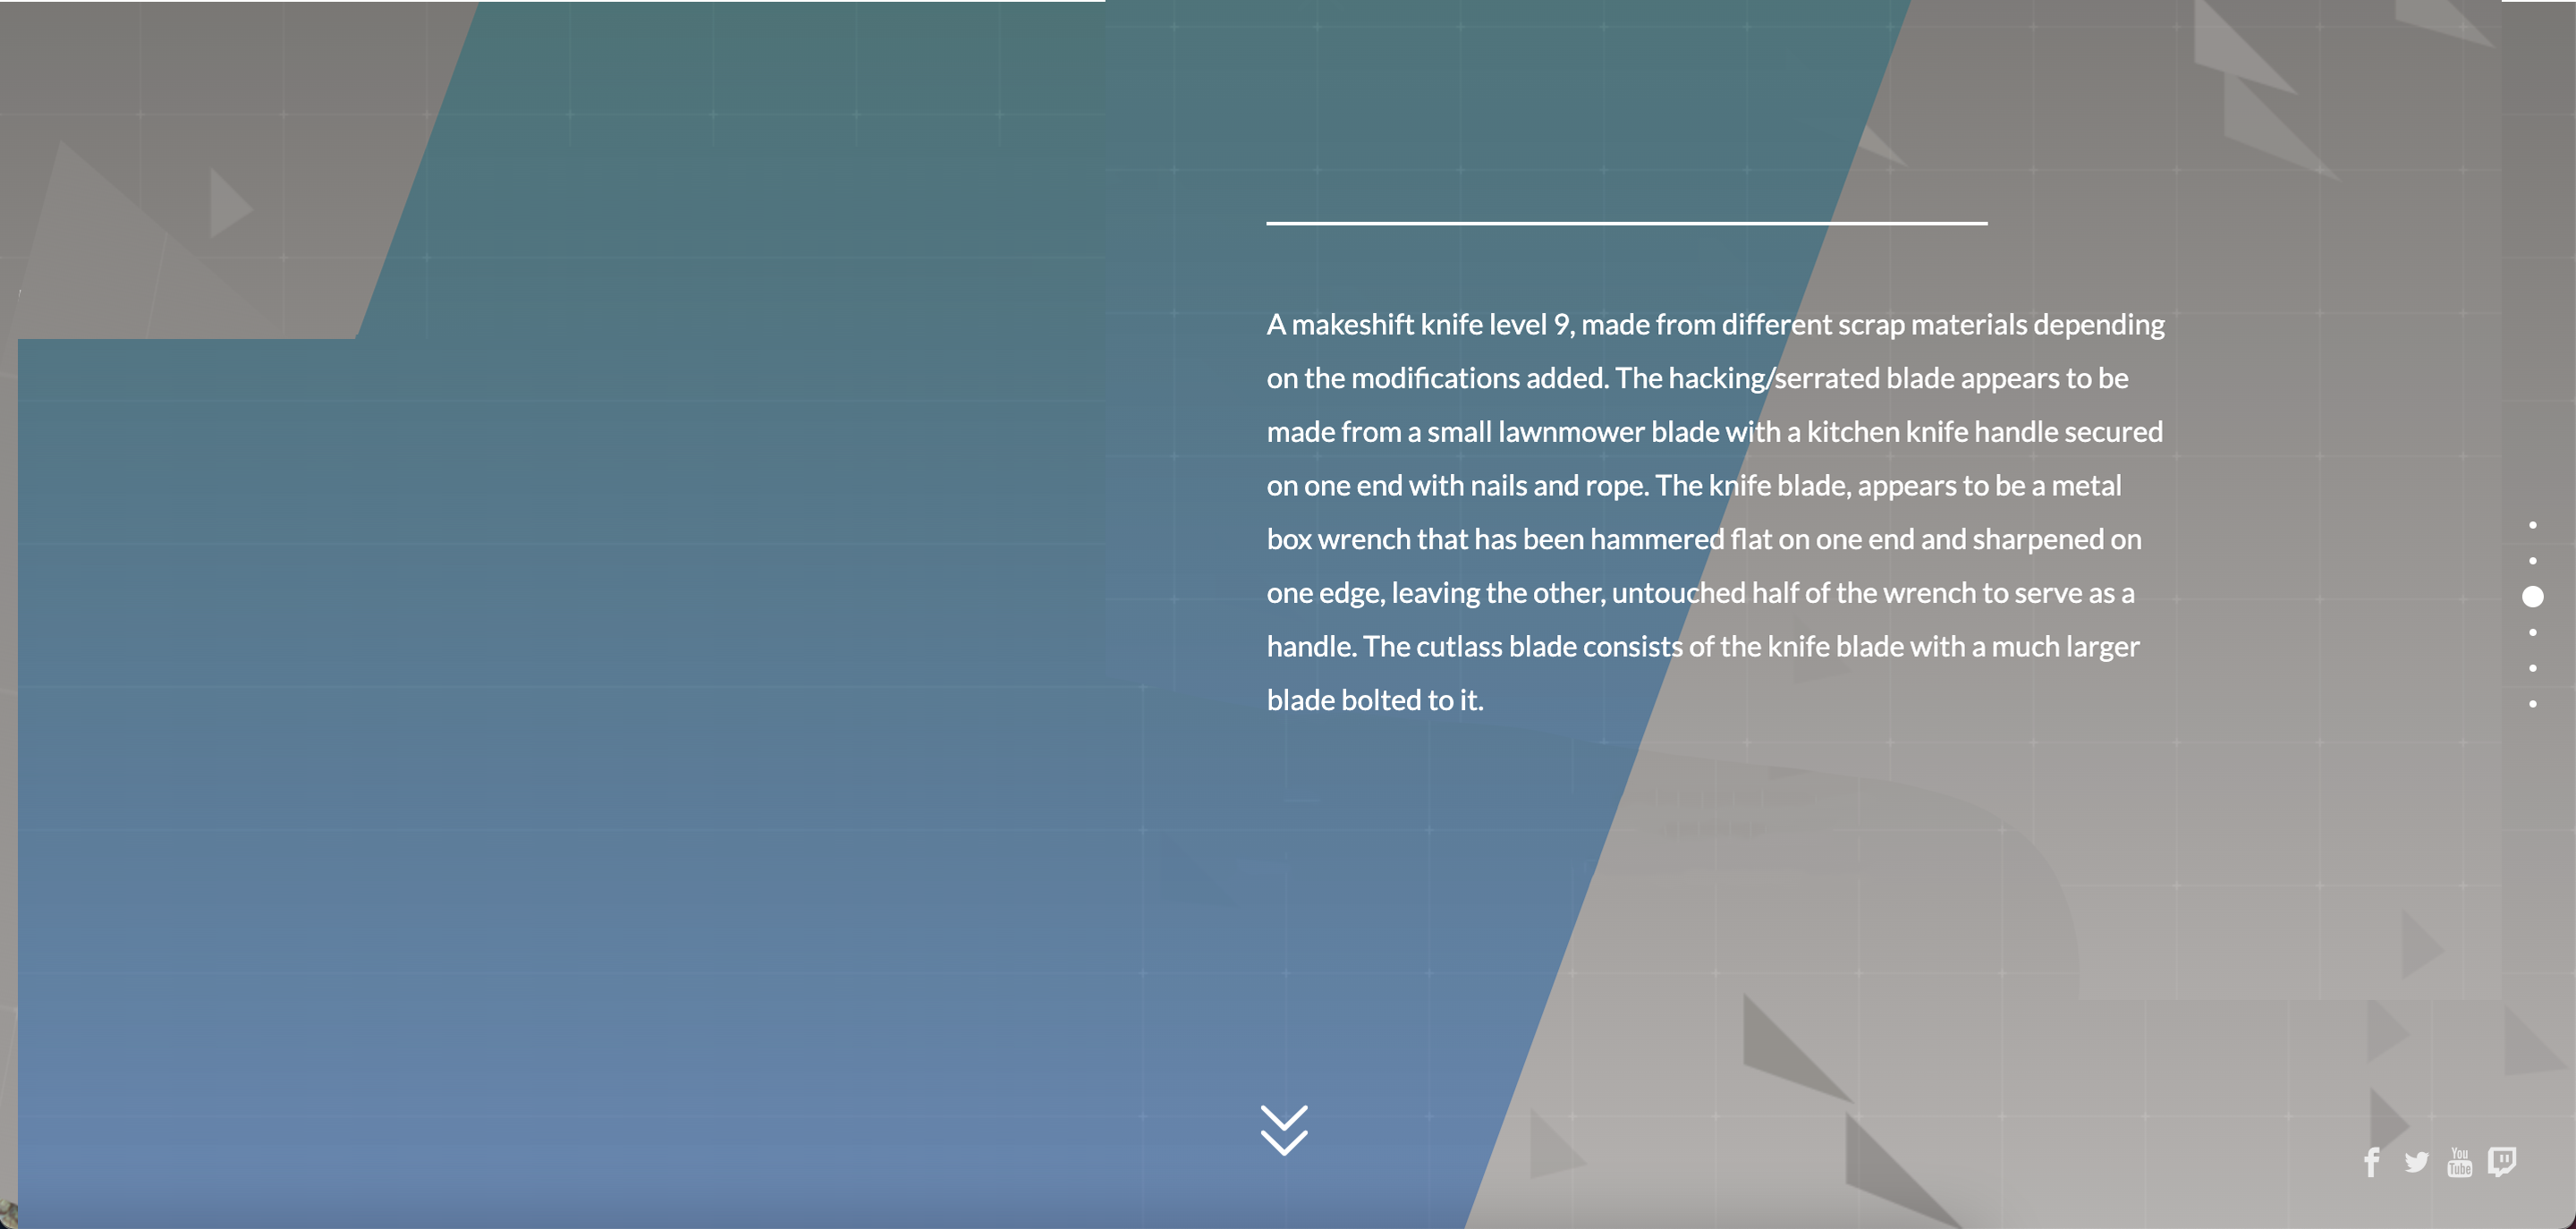 A makeshift knife level 9, made from different scrap materials depending
on the modifications added. The hacking/serrated blade appears to be
made from a small lawnmower blade with a kitchen knife handle secured
on one end with nails and rope. The knife blade, appears to be a metal
box wrench that has been hammered flat on one end and sharpened on
one edge, leaving the other, untouched half of the wrench to serve as a
handle. The cutlass blade consists of the knife blade with a much larger
blade bolted to it.
You
Tube